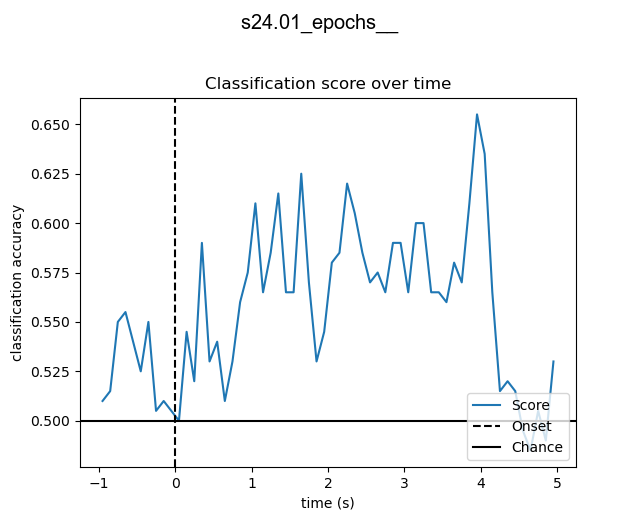 s24.01_epochs__
Classification score over time
classification accuracy
0.650
0.625
0.600
0.575
0.550
0.525
0.500
−1
0
1
2
3
4
5
time (s)
Score
Onset
Chance